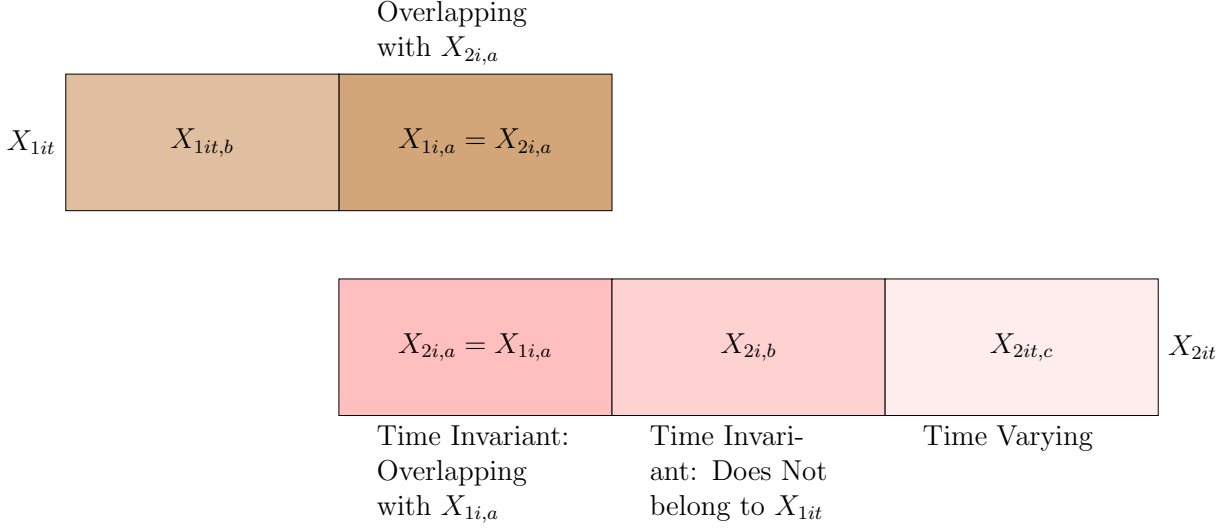 Overlapping
with $X_{2i,a}$
$X_{1it}$
$X_{1it,b}$
$X_{1i,a} = X_{2i,a}$
$X_{2i,a} = X_{1i,a}$
$X_{2i,b}$
$X_{2it,c}$
$X_{2it}$
Time Invariant:
Overlapping
with $X_{1i,a}$
Time Invari-
ant: Does Not
belong to $X_{1it}$
Time Varying